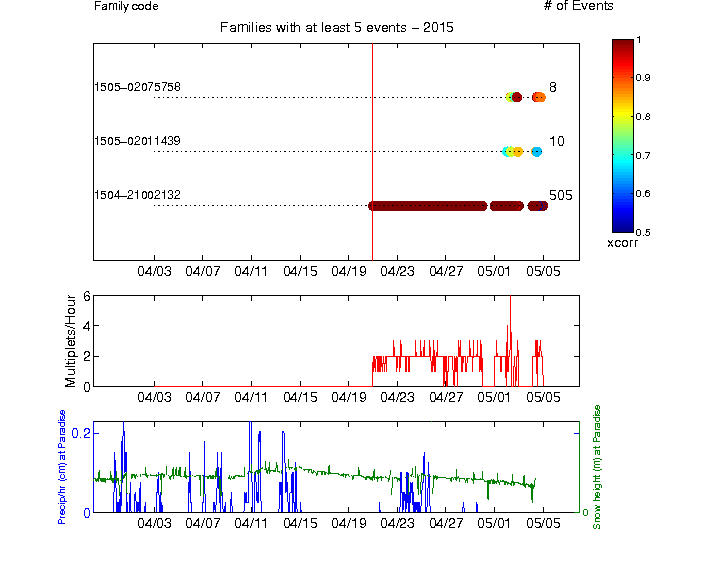 Family code
# of Events
Families with at least 5 events – 2015
1505–02075758
8
1505–02011439
10
1504–21002132
505
04/03 04/07 04/11 04/15 04/19 04/23 04/27 05/01 05/05
1
0.9
0.8
0.7
0.6
0.5
xcorr
Multiplets/Hour
6
4
2
0
04/03 04/07 04/11 04/15 04/19 04/23 04/27 05/01 05/05
Precip/hr (cm) at Paradise
0.2
0
Snow height (m) at Paradise
0
04/03 04/07 04/11 04/15 04/19 04/23 04/27 05/01 05/05